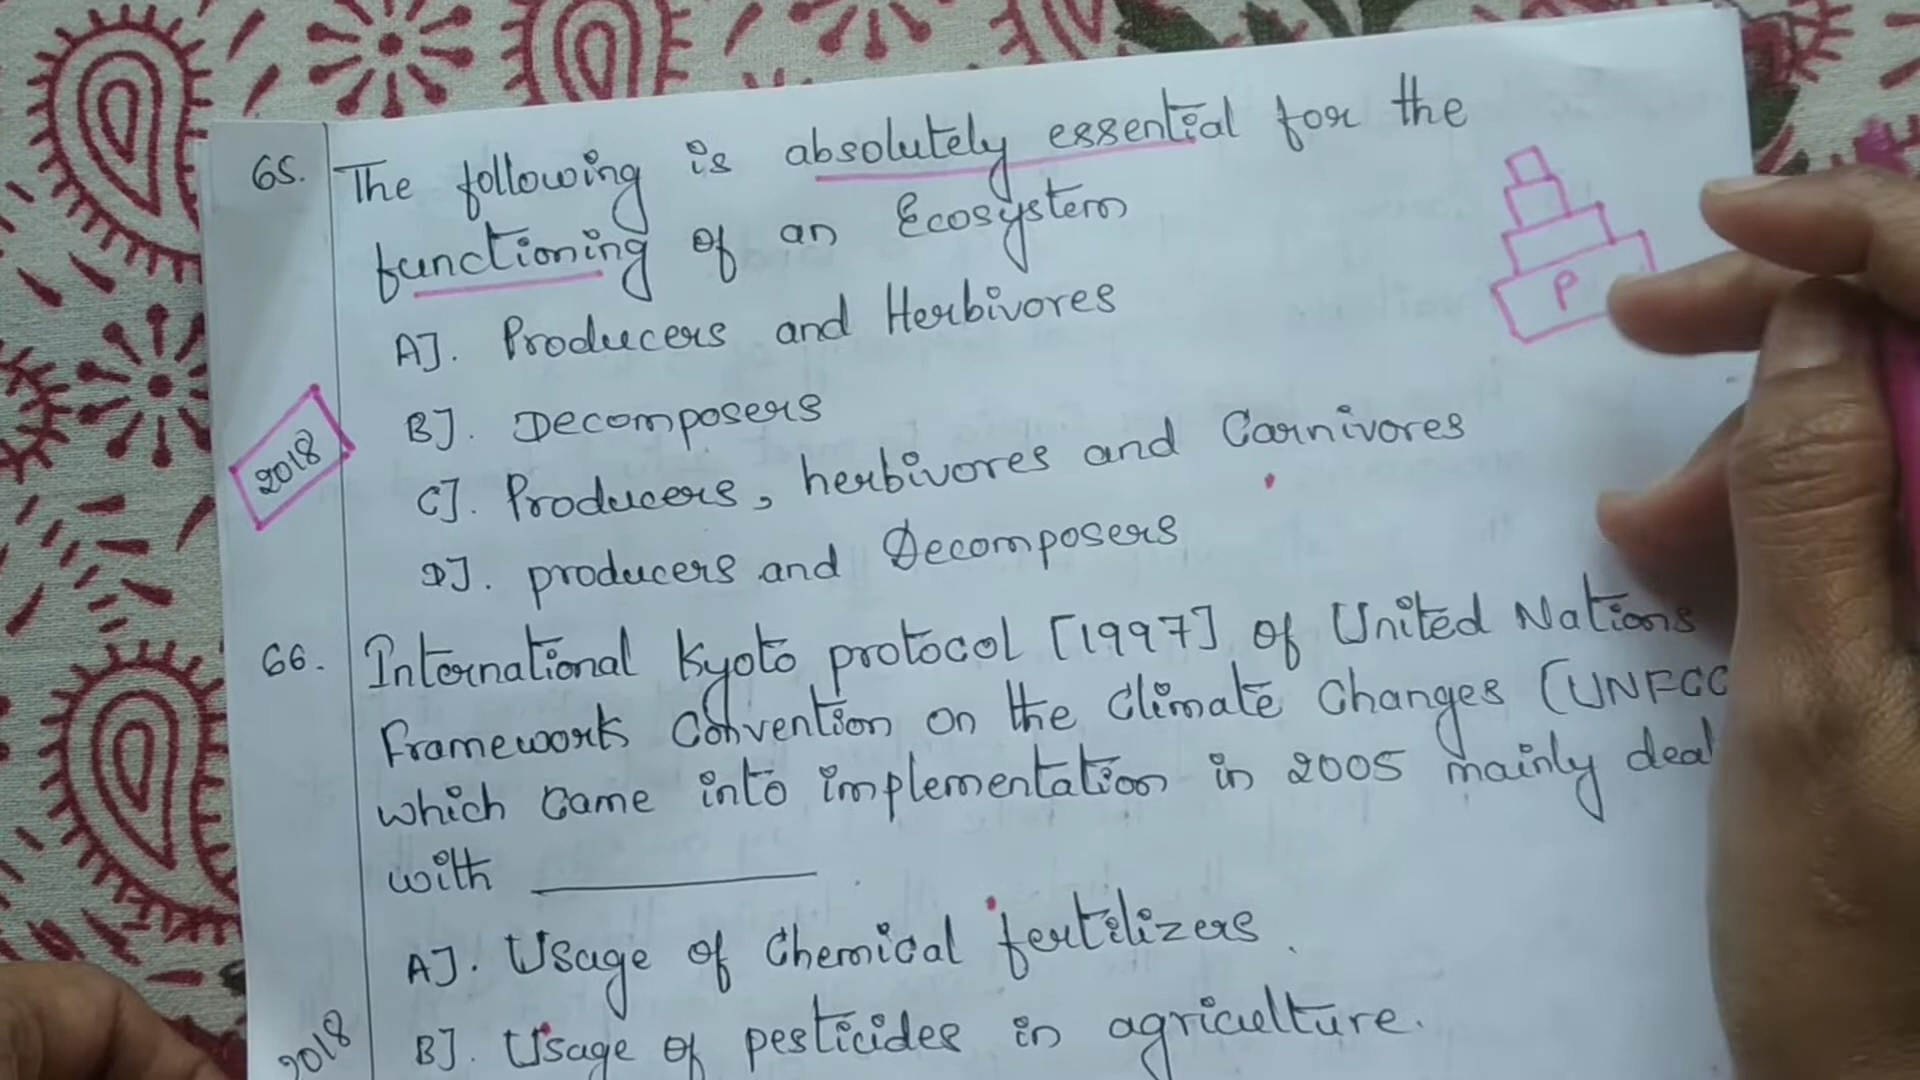 65. The following is absolutely essential for the
functioning of an Ecosystem
A]. Producers and Herbivores
B]. Decomposers
C]. Producers, herbivores and Carnivores
D]. producers and Decomposers
2018
P
66. International Kyoto protocol [1997] of United Nations
Framework Convention on the Climate Changes (UNFCC
which came into implementation in 2005 mainly deal
with ________
A]. Usage of Chemical fertilizers.
B]. Usage of pesticides in agriculture.
2018